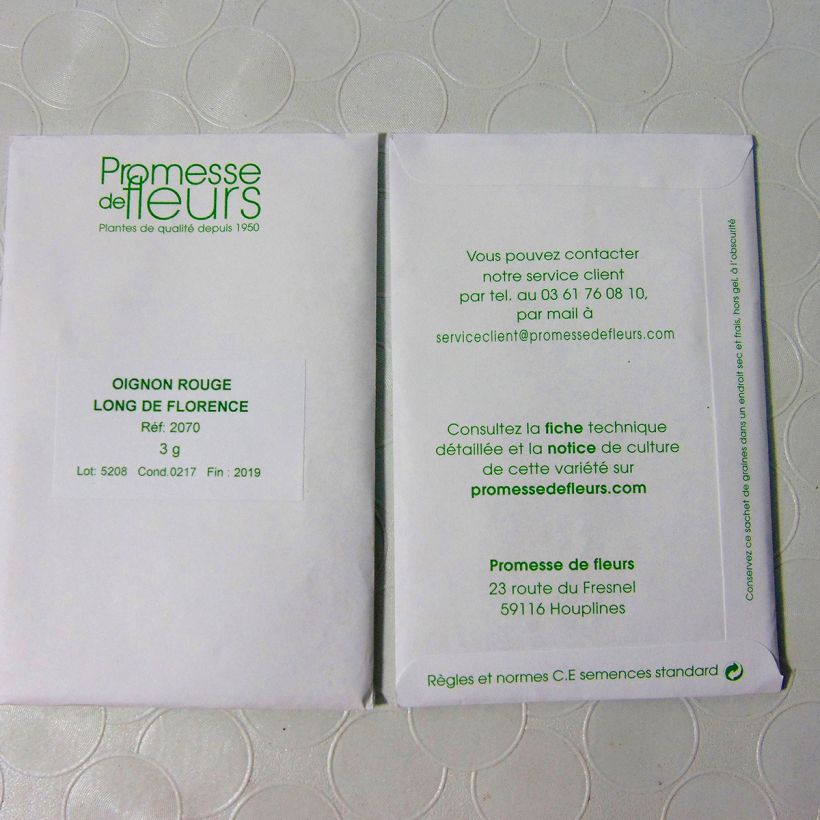 Promesse
de fleurs
Plantes de qualité depuis 1950
OIGNON ROUGE
LONG DE FLORENCE
Réf: 2070
3 g
Lot: 5208 Cond.0217 Fin : 2019
Vous pouvez contacter
notre service client
par tel. au 03 61 76 08 10,
par mail à
serviceclient@promessedefleurs.com
Consultez la fiche technique
détaillée et la notice de culture
de cette variété sur
promessedefleurs.com
Promesse de fleurs
23 route du Fresnel
59116 Houplines
Règles et normes C.E semences standard
Conservez ce sachet de graines dans un endroit sec et frais, hors gel, à l'obscurité